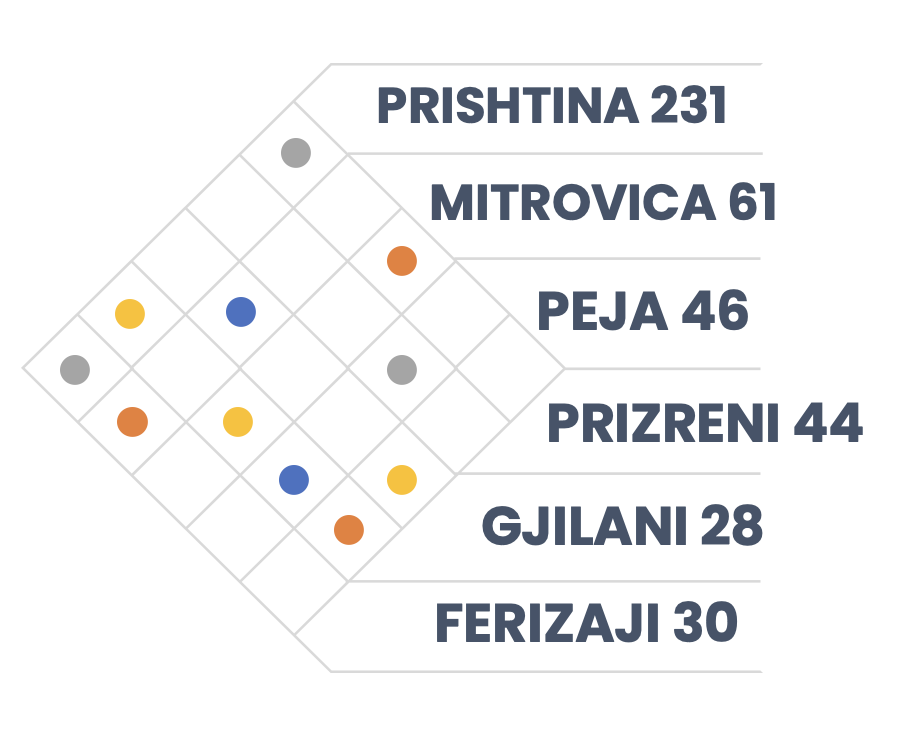 PRISHTINA 231
MITROVICA 61
PEJA 46
PRIZRENI 44
GJILANI 28
FERIZAJI 30